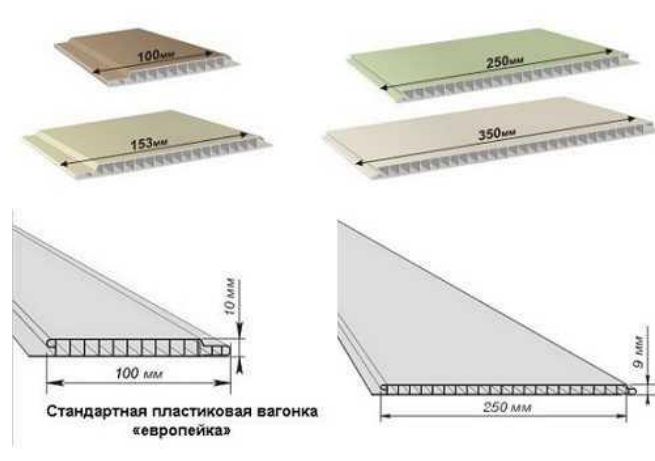 100мм
250мм
153мм
350мм
10 мм
100 мм
9 мм
250 мм
Стандартная пластиковая вагонка
«европейка»